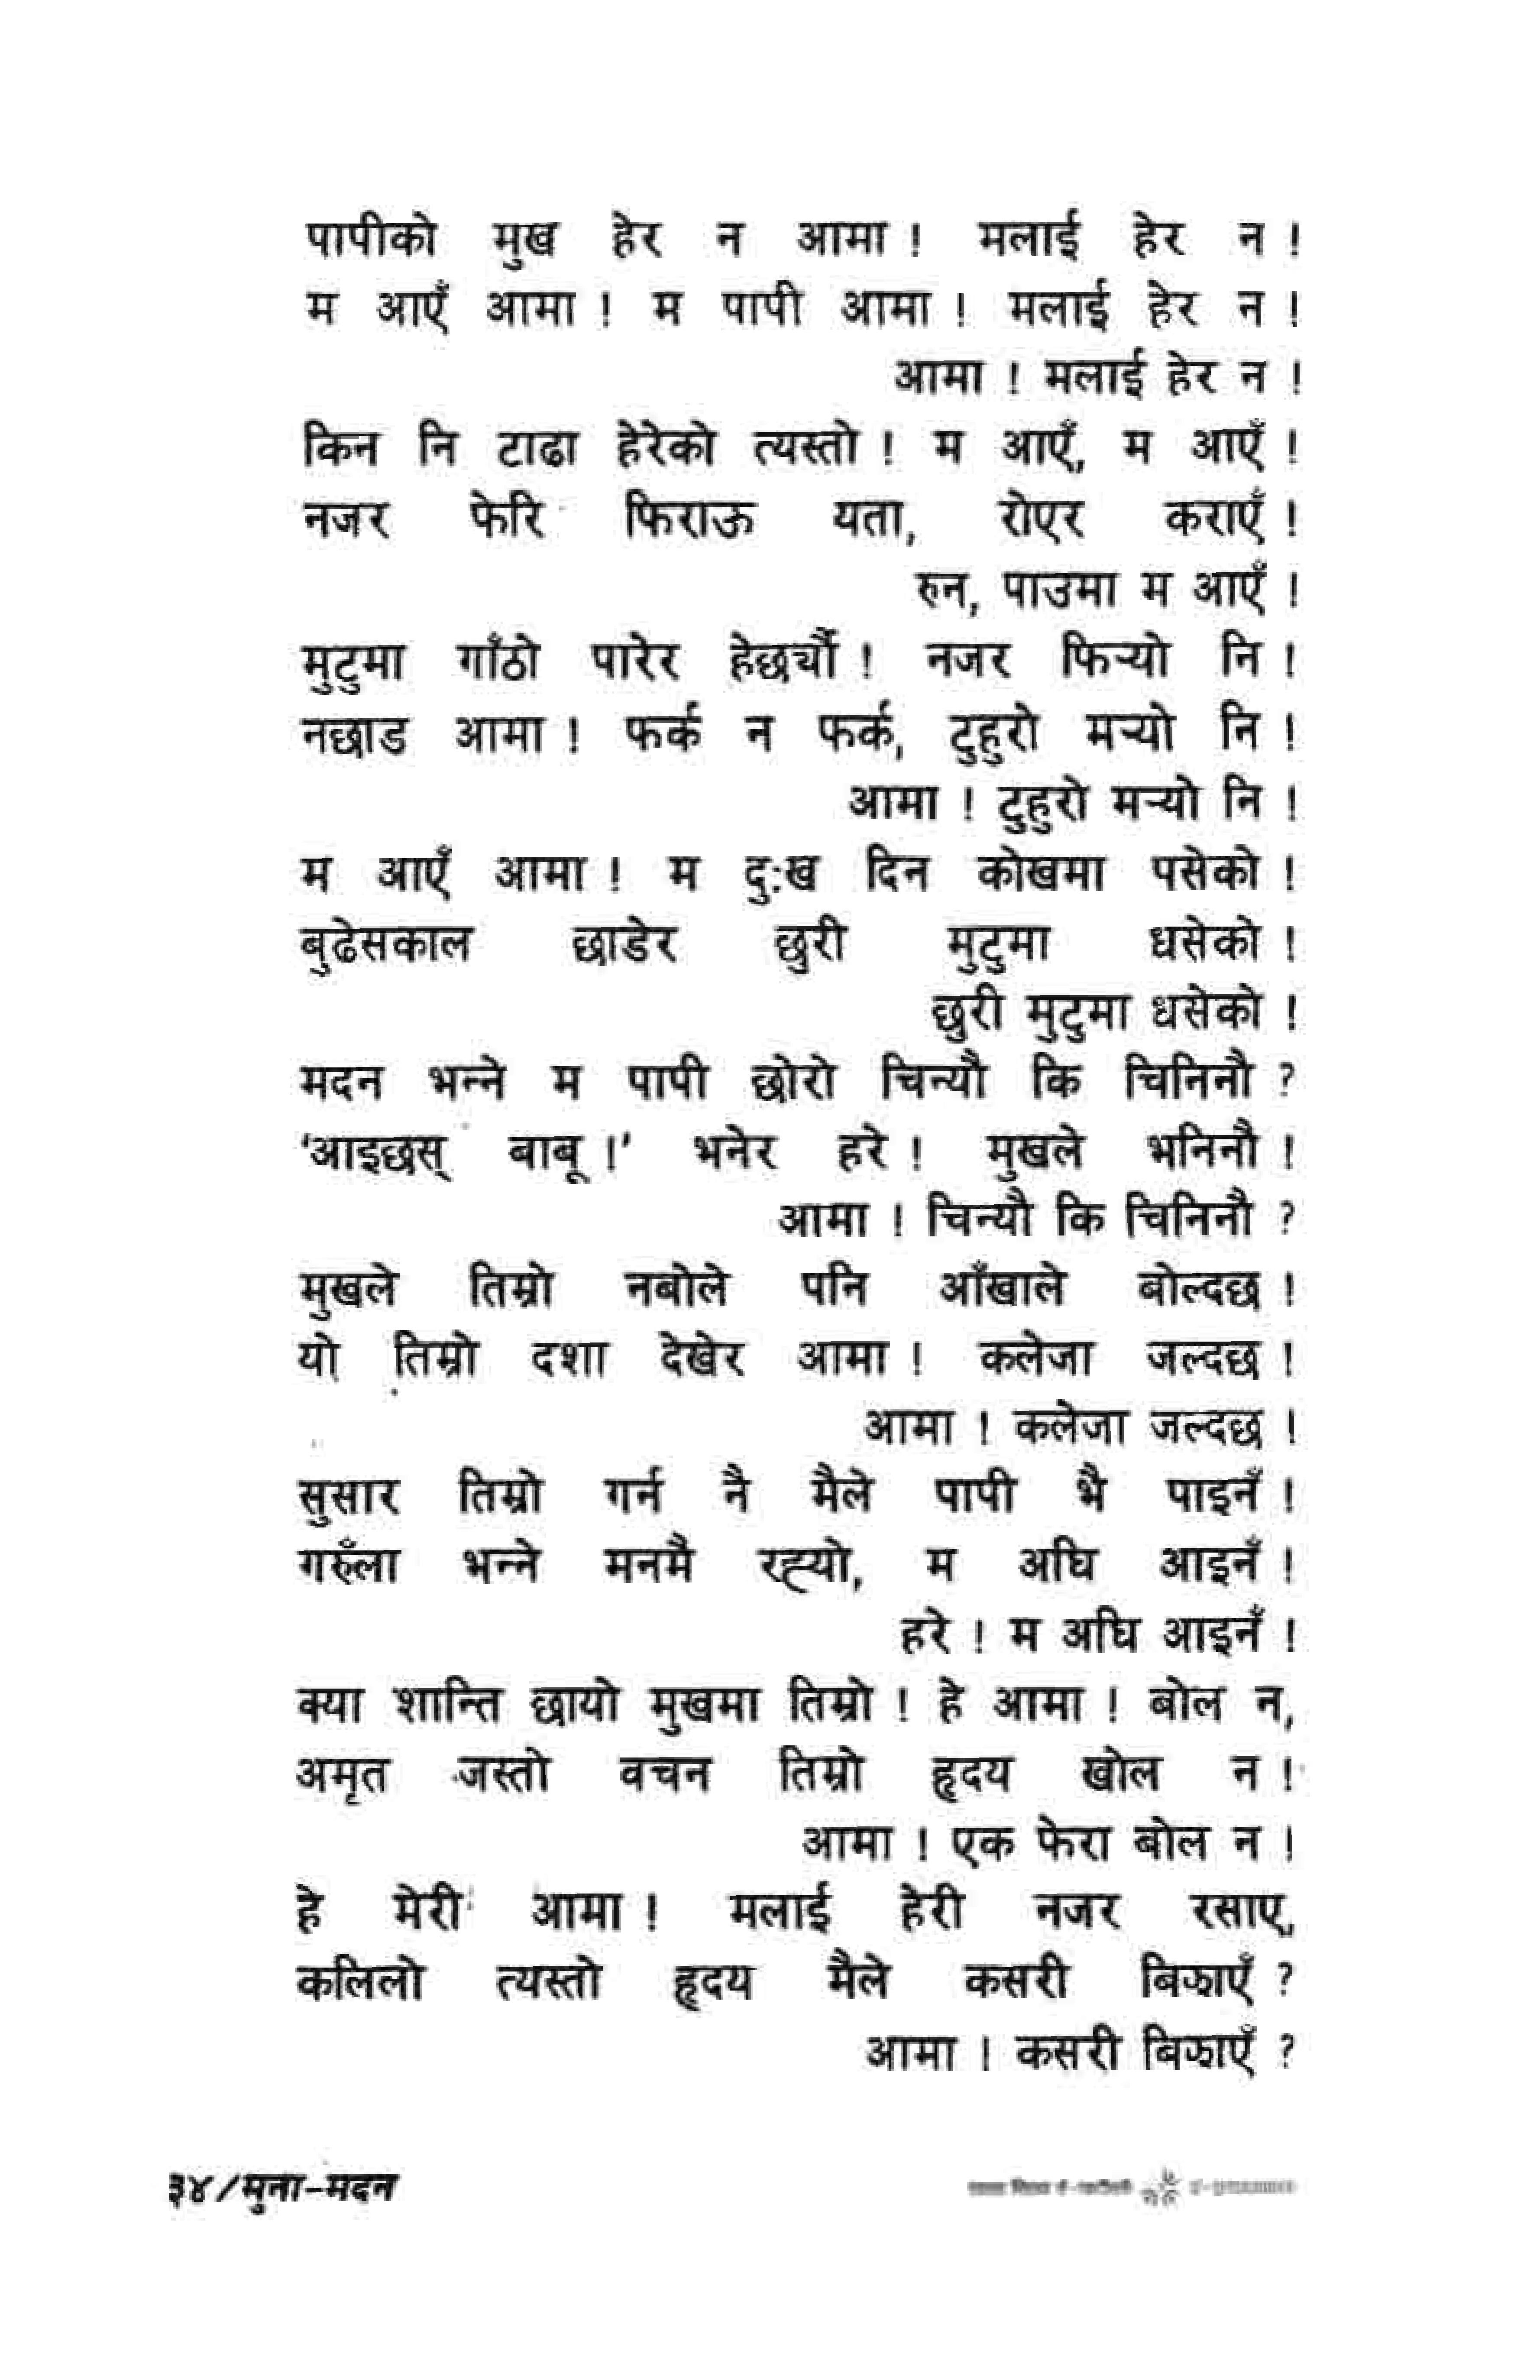 पापीको मुख हेर न आमा ! मलाई हेर न !
म आएँ आमा ! म पापी आमा ! मलाई हेर न !
आमा ! मलाई हेर न !
किन नि टाढा हेरेको त्यस्तो ! म आएँ, म आएँ !
नजर फेरि फिराऊ यता, रोएर कराएँ !
रुन, पाउमा म आएँ !
मुटुमा गाँठो पारेर हेर्छ्यौ ! नजर फिर्‍यो नि !
नछाड आमा ! फर्क न फर्क, टुहुरो मर्‍यो नि !
आमा ! टुहुरो मर्‍यो नि !
म आएँ आमा ! म दुःख दिन कोखमा पसेको !
बुढेसकाल छाडेर छुरी मुटुमा धसेको !
छुरी मुटुमा धसेको !
मदन भन्ने म पापी छोरो चिन्यौ कि चिनिनौ ?
‘आइछस् बाबू !’ भनेर हरे ! मुखले भनिनौ !
आमा ! चिन्यौ कि चिनिनौ ?
मुखले तिम्रो नबोले पनि आँखाले बोल्दछ !
यो तिम्रो दशा देखेर आमा ! कलेजा जल्दछ !
आमा ! कलेजा जल्दछ !
सुसार तिम्रो गर्न नै मैले पापी भै पाइनँ !
गरुँला भन्ने मनमै रह्यो, म अघि आइनँ !
हरे ! म अघि आइनँ !
क्या शान्ति छायो मुखमा तिम्रो ! हे आमा ! बोल न,
अमृत जस्तो वचन तिम्रो हृदय खोल न !
आमा ! एक फेरा बोल न !
हे मेरी आमा ! मलाई हेरी नजर रसाए,
कलिलो त्यस्तो हृदय मैले कसरी बिझाएँ ?
आमा ! कसरी बिझाएँ ?
३४/मुना-मदन